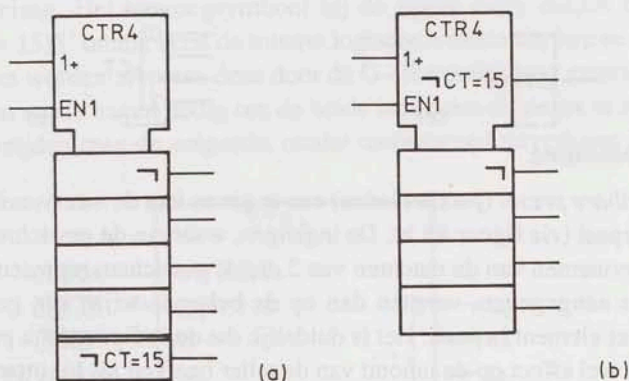 CTR4
1+
EN1
¬
¬CT=15
(a)
CTR4
1+
¬CT=15
EN1
¬
(b)